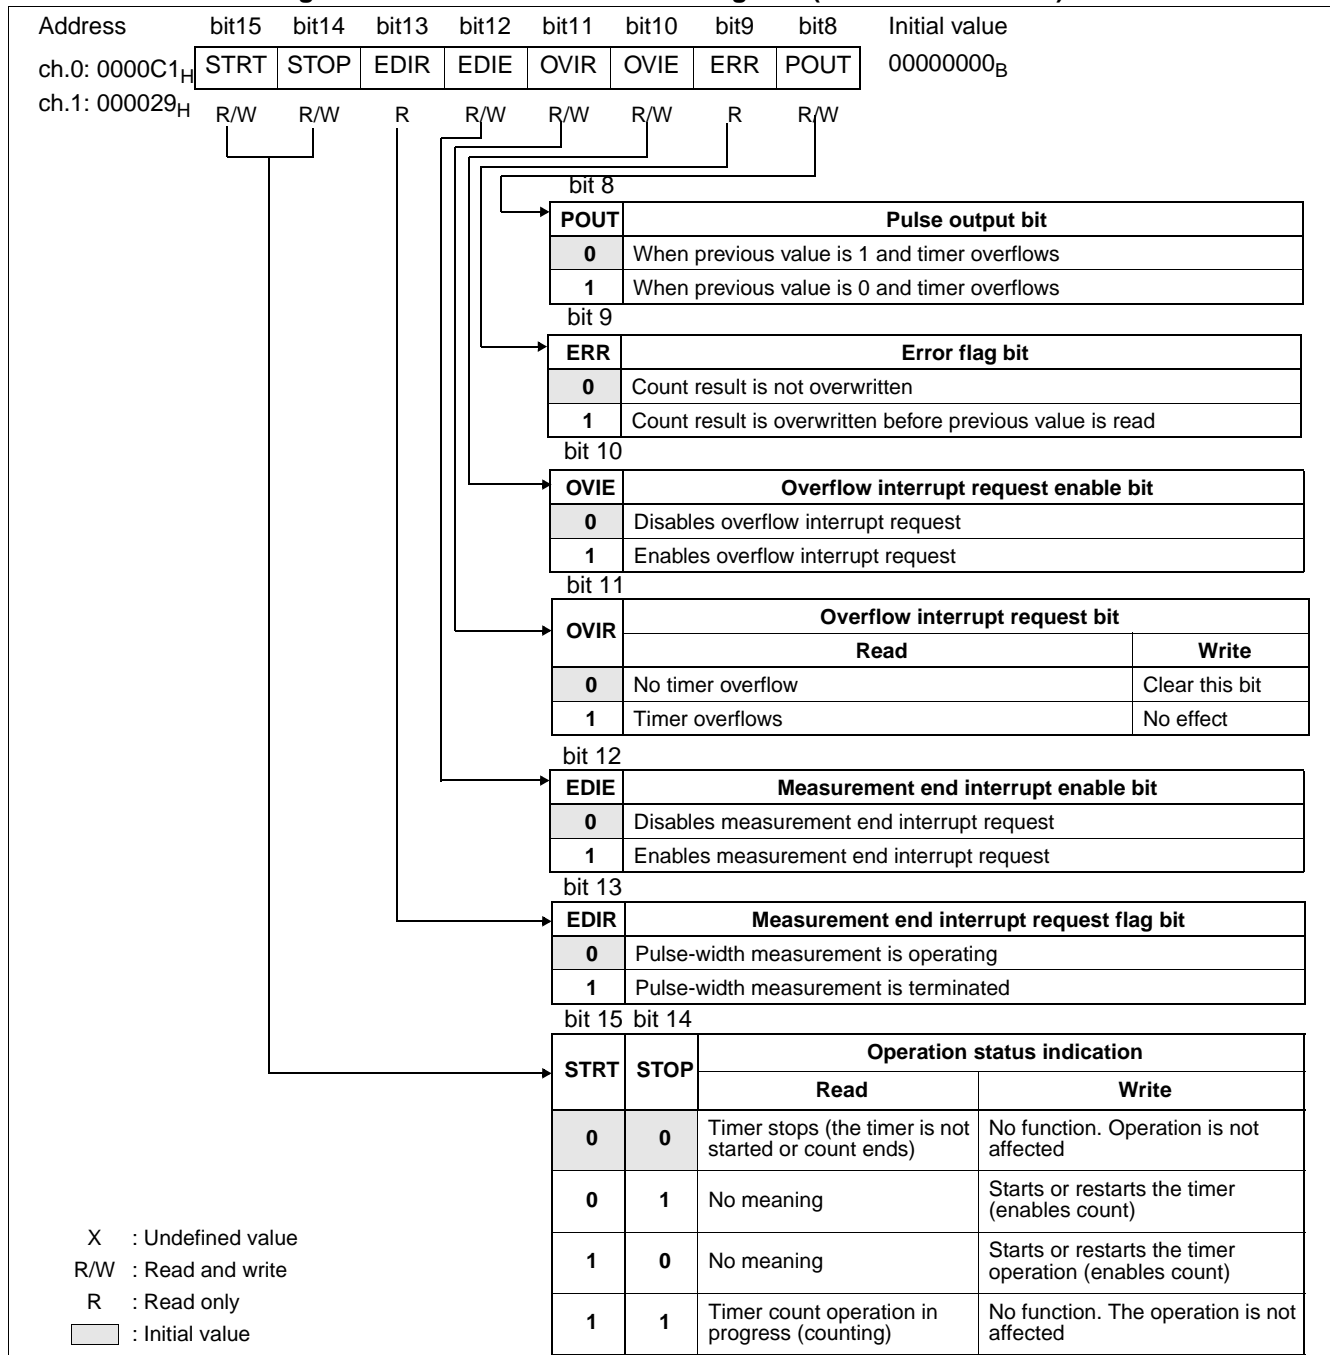 Address bit15 bit14 bit13 bit12 bit11 bit10 bit9 bit8 Initial value
ch.0: 0000C1H STRT STOP EDIR EDIE OVIR OVIE ERR POUT 00000000B
ch.1: 000029H R/W R/W R R/W R/W R/W R R/W
bit 8
POUT Pulse output bit
0 When previous value is 1 and timer overflows
1 When previous value is 0 and timer overflows
bit 9
ERR Error flag bit
0 Count result is not overwritten
1 Count result is overwritten before previous value is read
bit 10
OVIE Overflow interrupt request enable bit
0 Disables overflow interrupt request
1 Enables overflow interrupt request
bit 11
OVIR Overflow interrupt request bit
Read Write
0 No timer overflow Clear this bit
1 Timer overflows No effect
bit 12
EDIE Measurement end interrupt enable bit
0 Disables measurement end interrupt request
1 Enables measurement end interrupt request
bit 13
EDIR Measurement end interrupt request flag bit
0 Pulse-width measurement is operating
1 Pulse-width measurement is terminated
bit 15 bit 14
STRT STOP Operation status indication
Read Write
0 0 Timer stops (the timer is not started or count ends) No function. Operation is not affected
0 1 No meaning Starts or restarts the timer (enables count)
1 0 No meaning Starts or restarts the timer operation (enables count)
1 1 Timer count operation in progress (counting) No function. The operation is not affected
X : Undefined value
R/W : Read and write
R : Read only
: Initial value